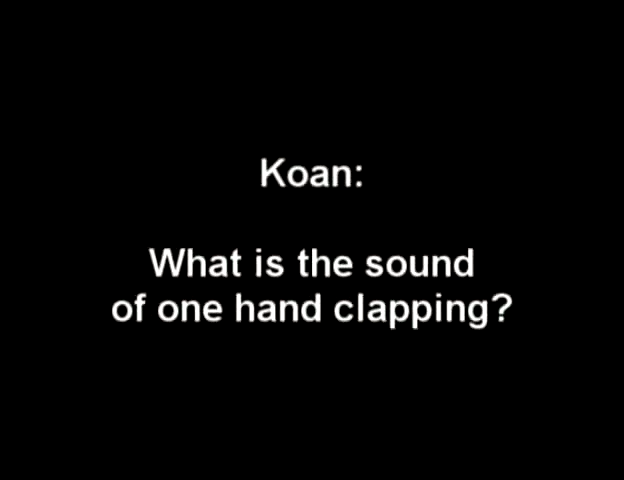 Koan:
What is the sound
of one hand clapping?